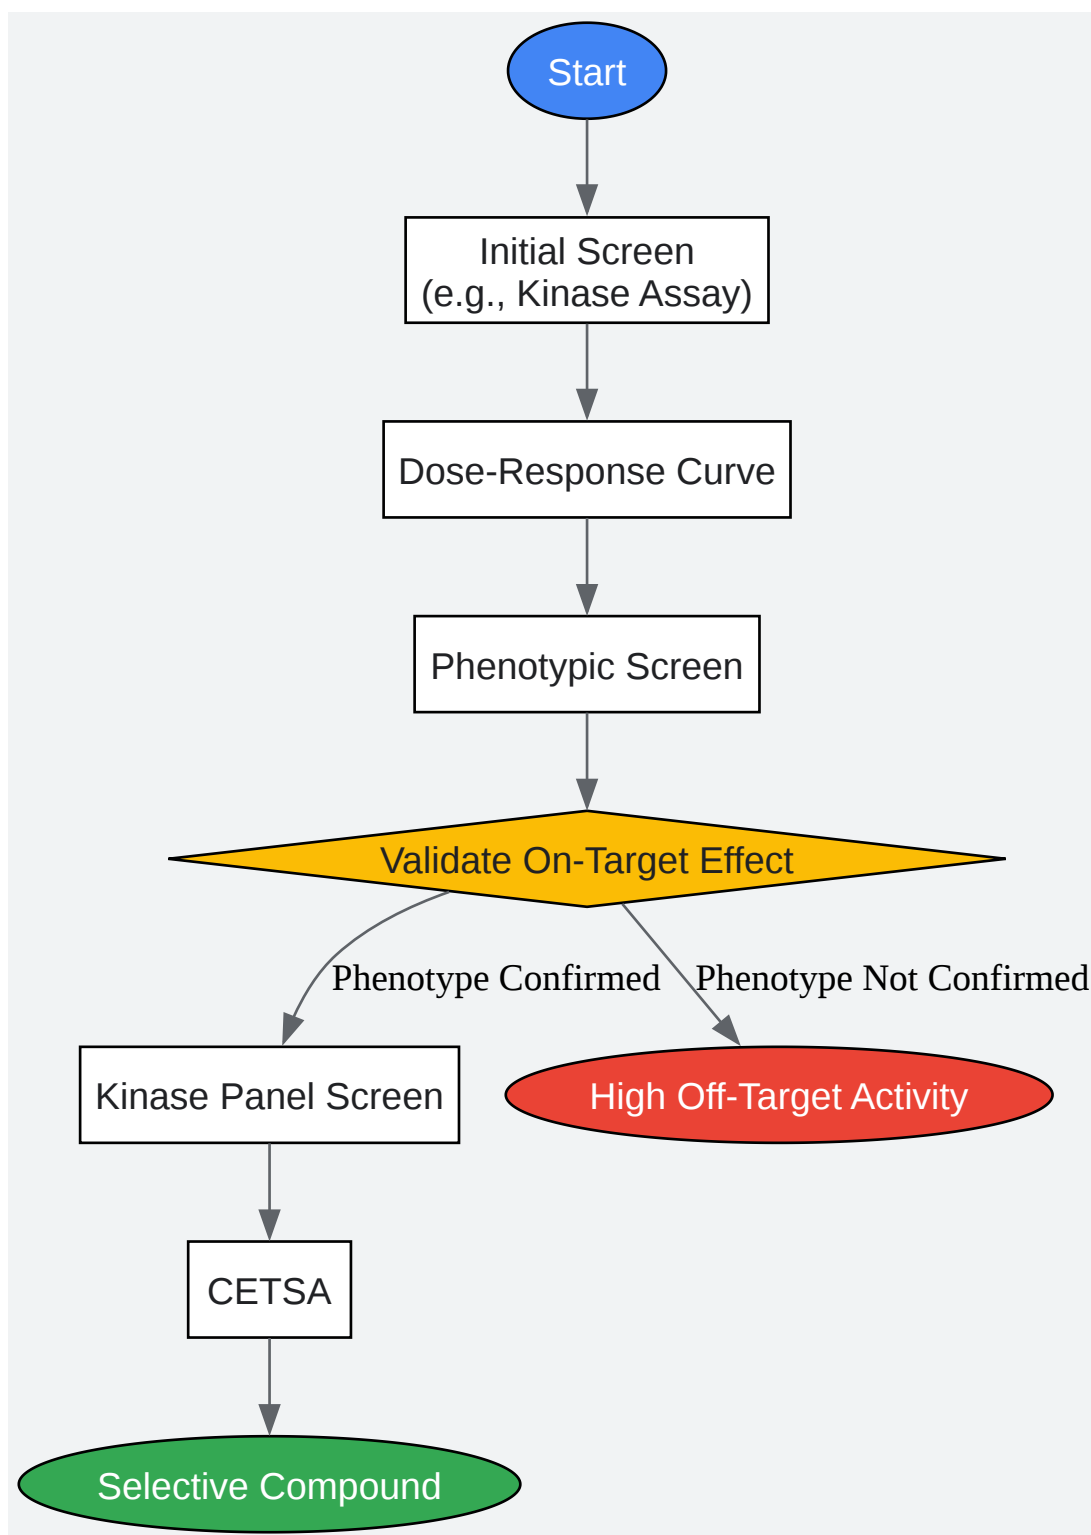 Start
Initial Screen
(e.g., Kinase Assay)
Dose-Response Curve
Phenotypic Screen
Validate On-Target Effect
Phenotype Confirmed
Phenotype Not Confirmed
Kinase Panel Screen
High Off-Target Activity
CETSA
Selective Compound